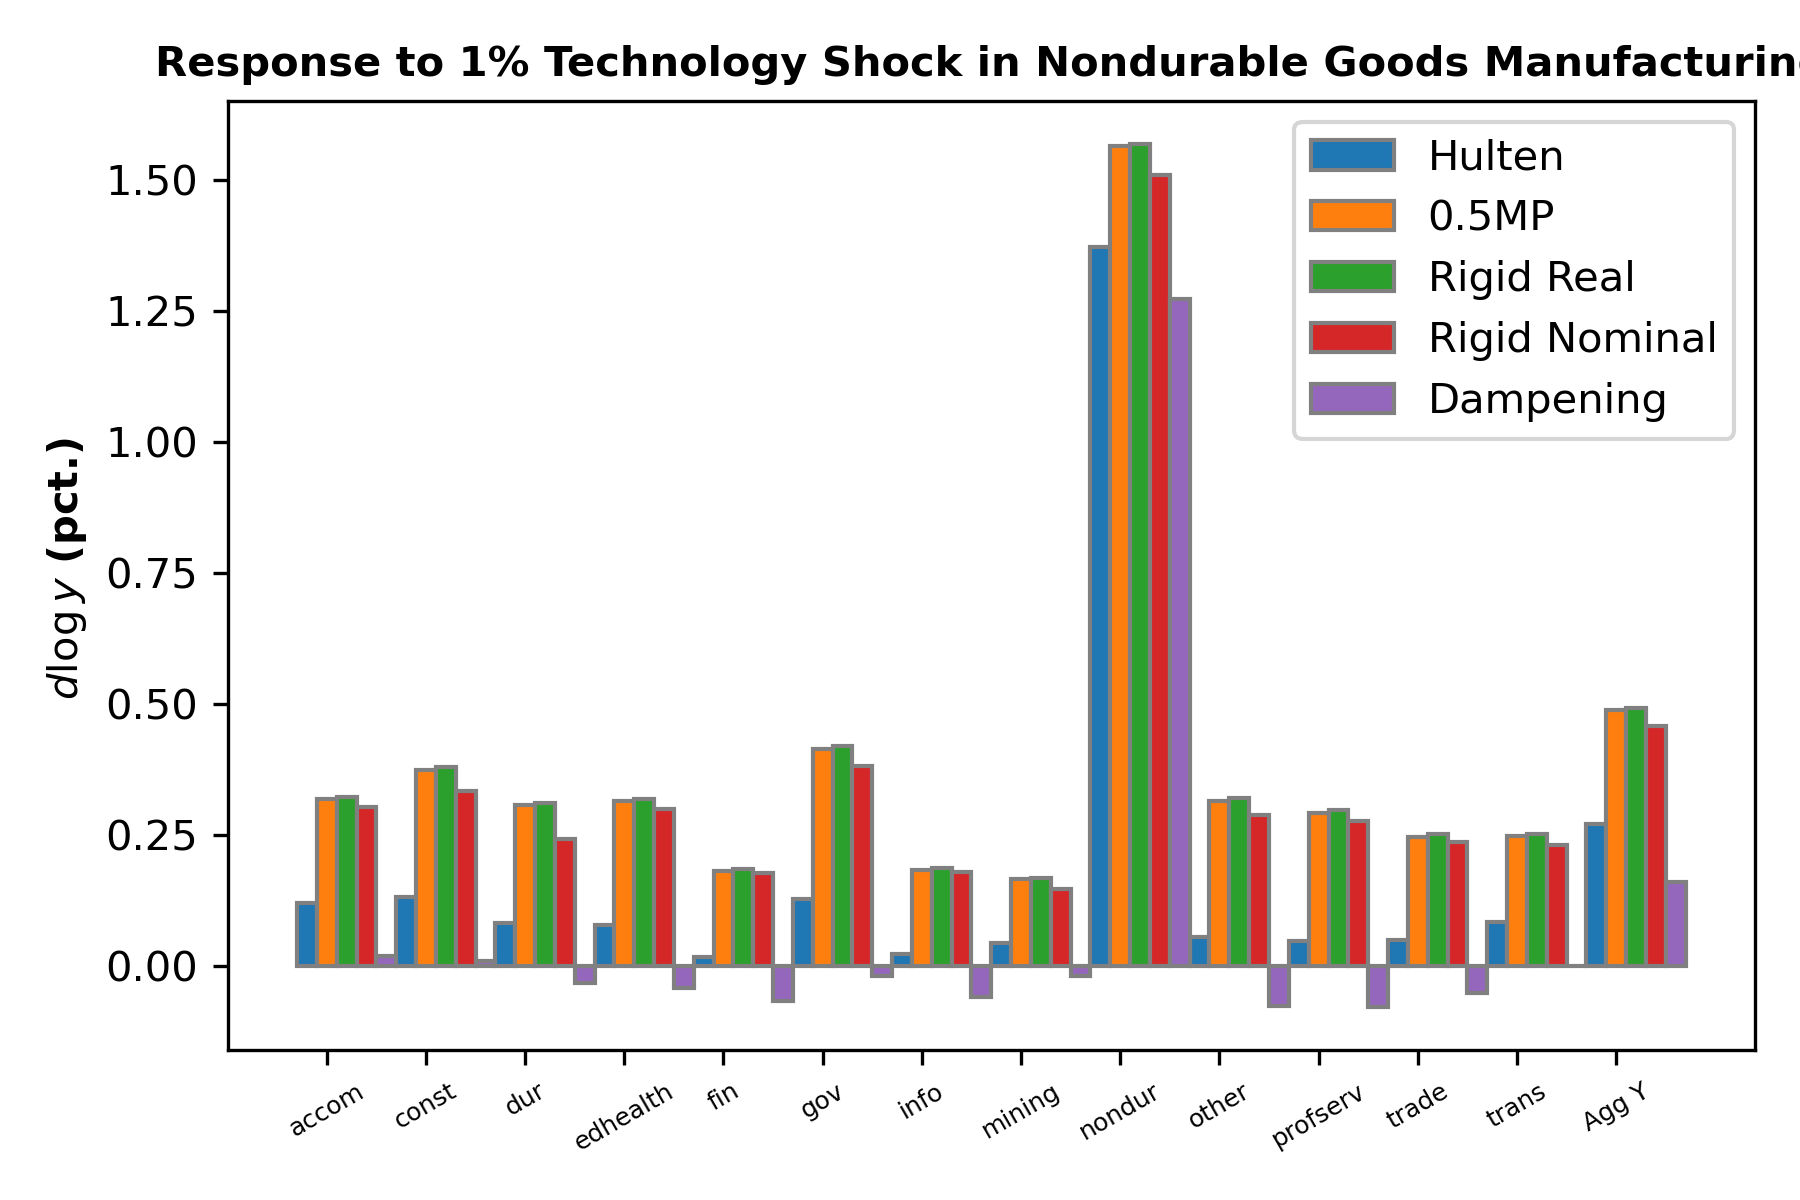 Response to 1% Technology Shock in Nondurable Goods Manufacturin
Hulten
0.5MP
Rigid Real
Rigid Nominal
Dampening
dlog y (pct.)
1.50
1.25
1.00
0.75
0.50
0.25
0.00
accom
const
dur
edhealth
fin
gov
info
mining
nondur
other
profserv
trade
trans
Agg Y